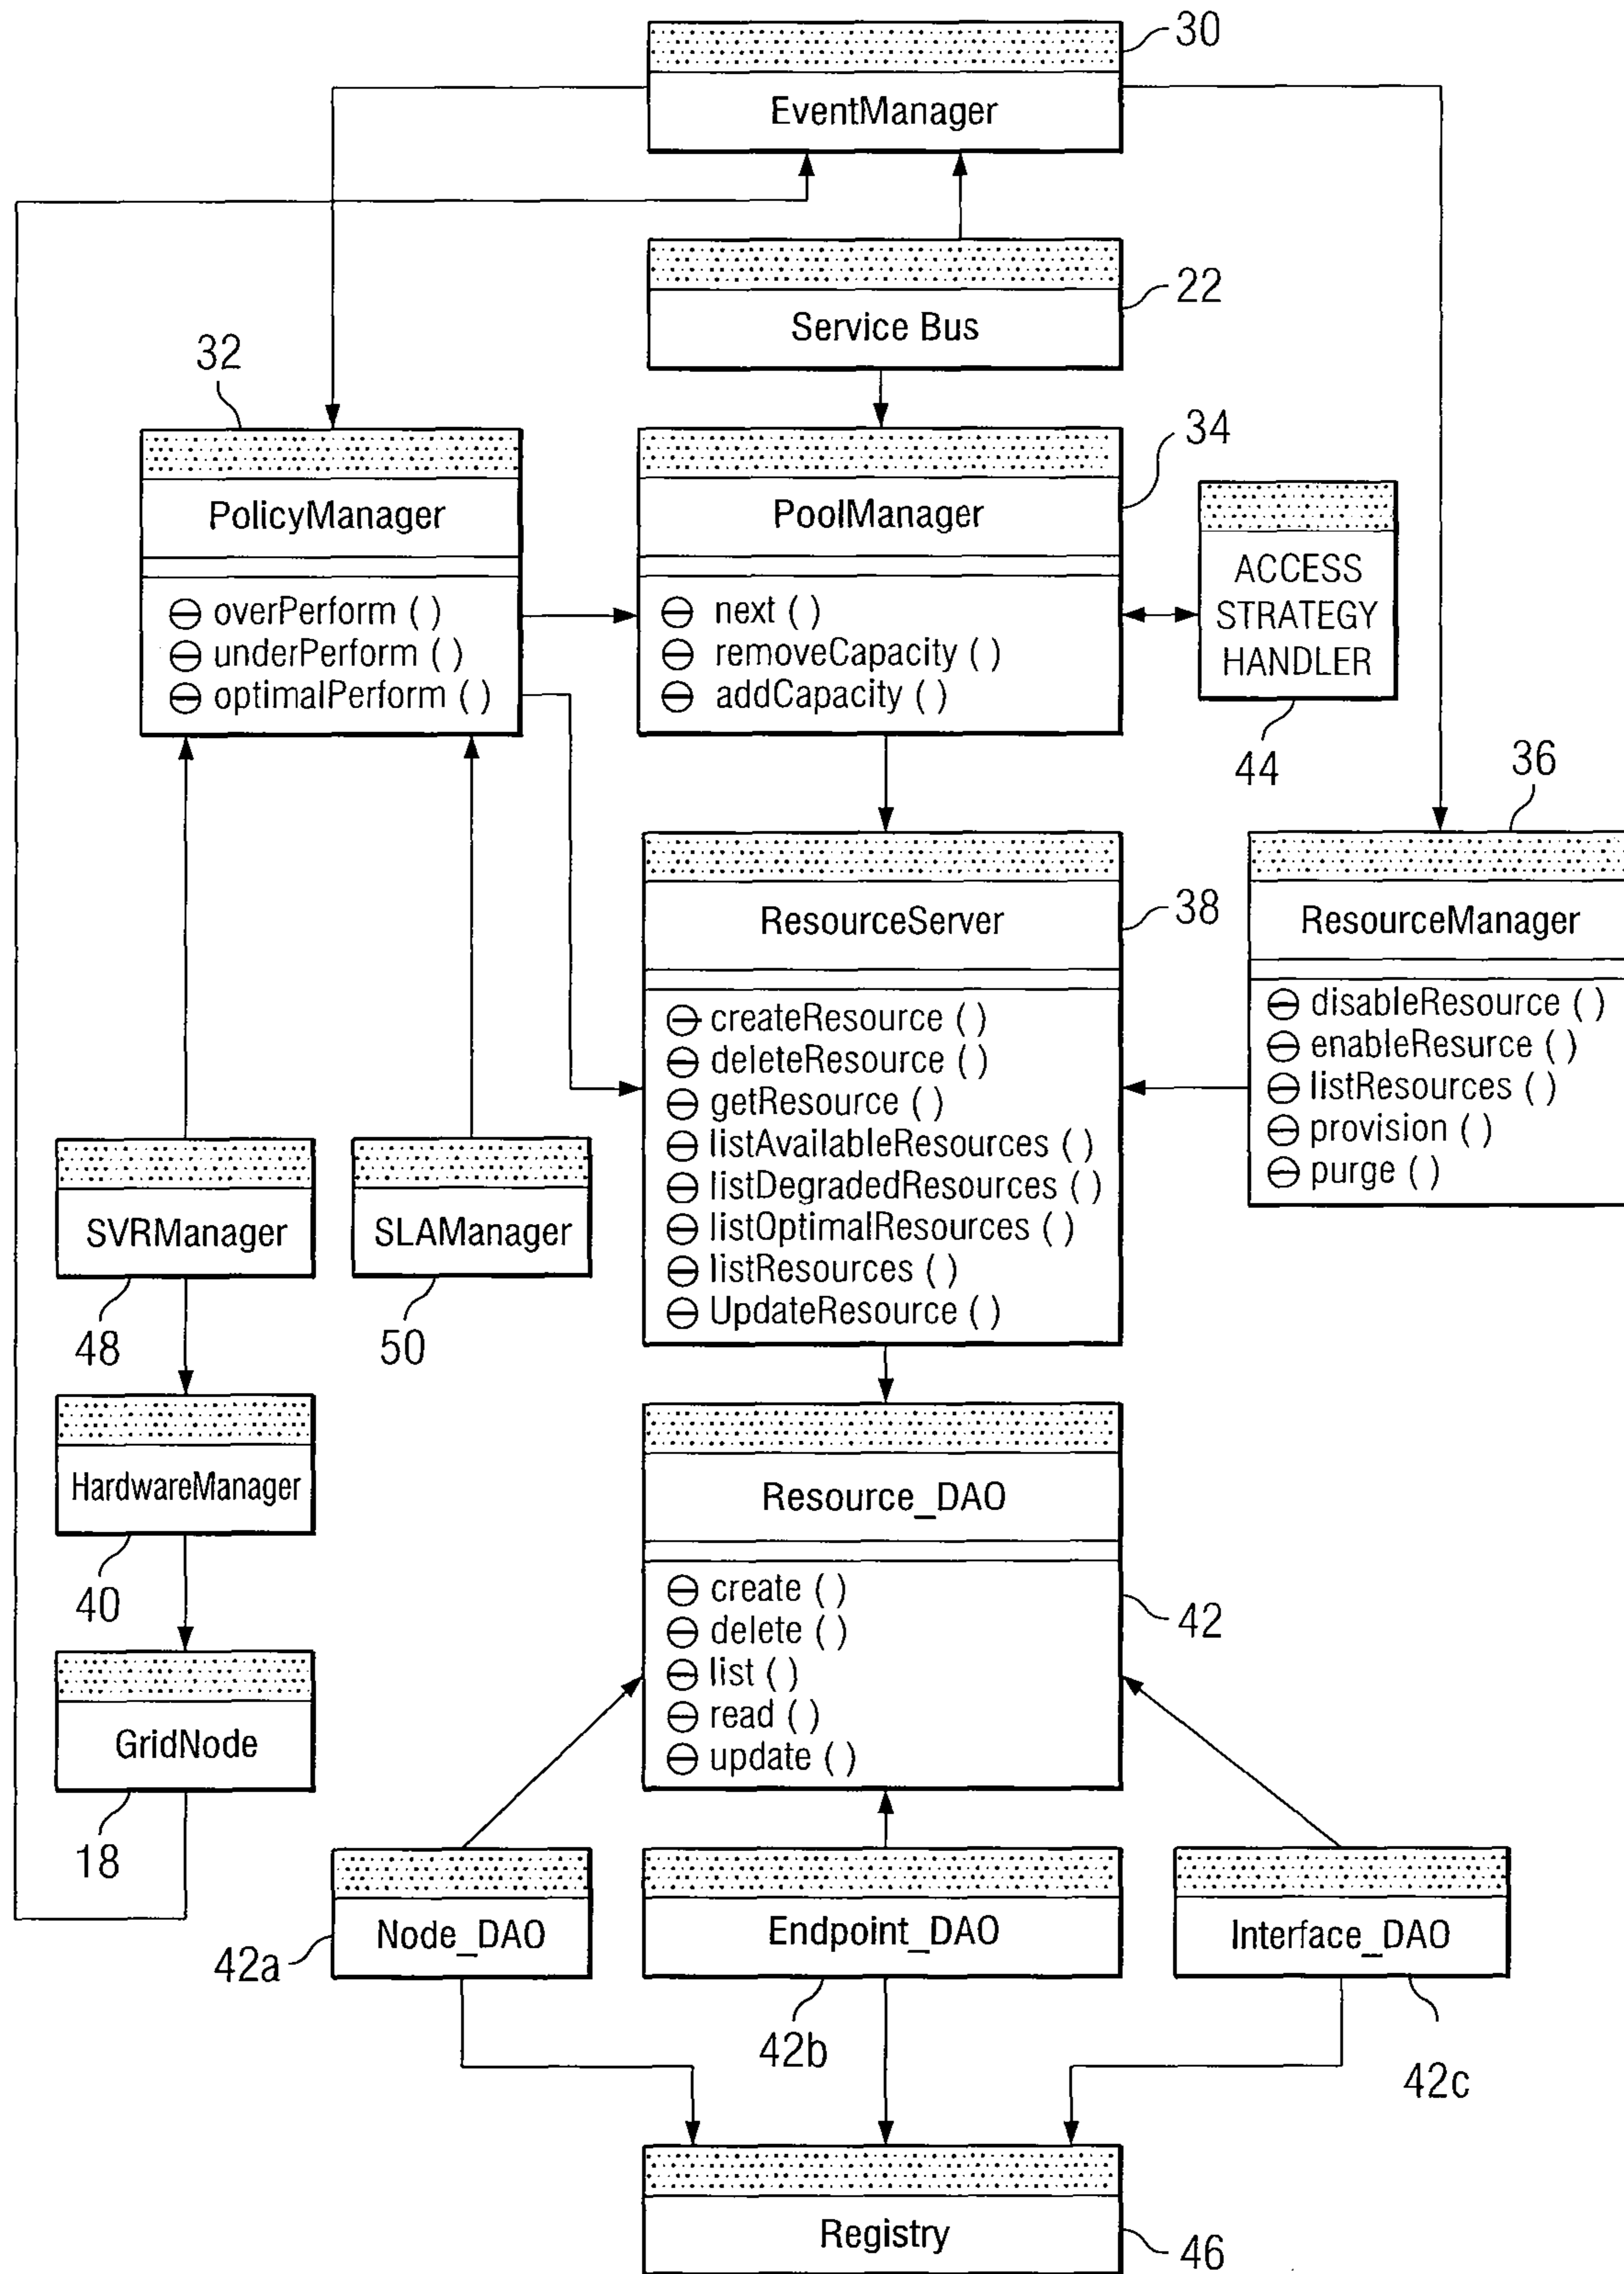 30
EventManager
22
Service Bus
32
PolicyManager
overPerform ( )
underPerform ( )
optimalPerform ( )
34
PoolManager
next ( )
removeCapacity ( )
addCapacity ( )
ACCESS
STRATEGY
HANDLER
44
36
ResourceManager
disableResource ( )
enableResurce ( )
listResources ( )
provision ( )
purge ( )
38
ResourceServer
createResource ( )
deleteResource ( )
getResource ( )
listAvailableResources ( )
listDegradedResources ( )
listOptimalResources ( )
listResources ( )
UpdateResource ( )
SVRManager
48
SLAManager
50
HardwareManager
40
GridNode
18
Resource_DAO
create ( )
delete ( )
list ( )
read ( )
update ( )
42
Node_DAO
42a
Endpoint_DAO
42b
Interface_DAO
42c
Registry
46